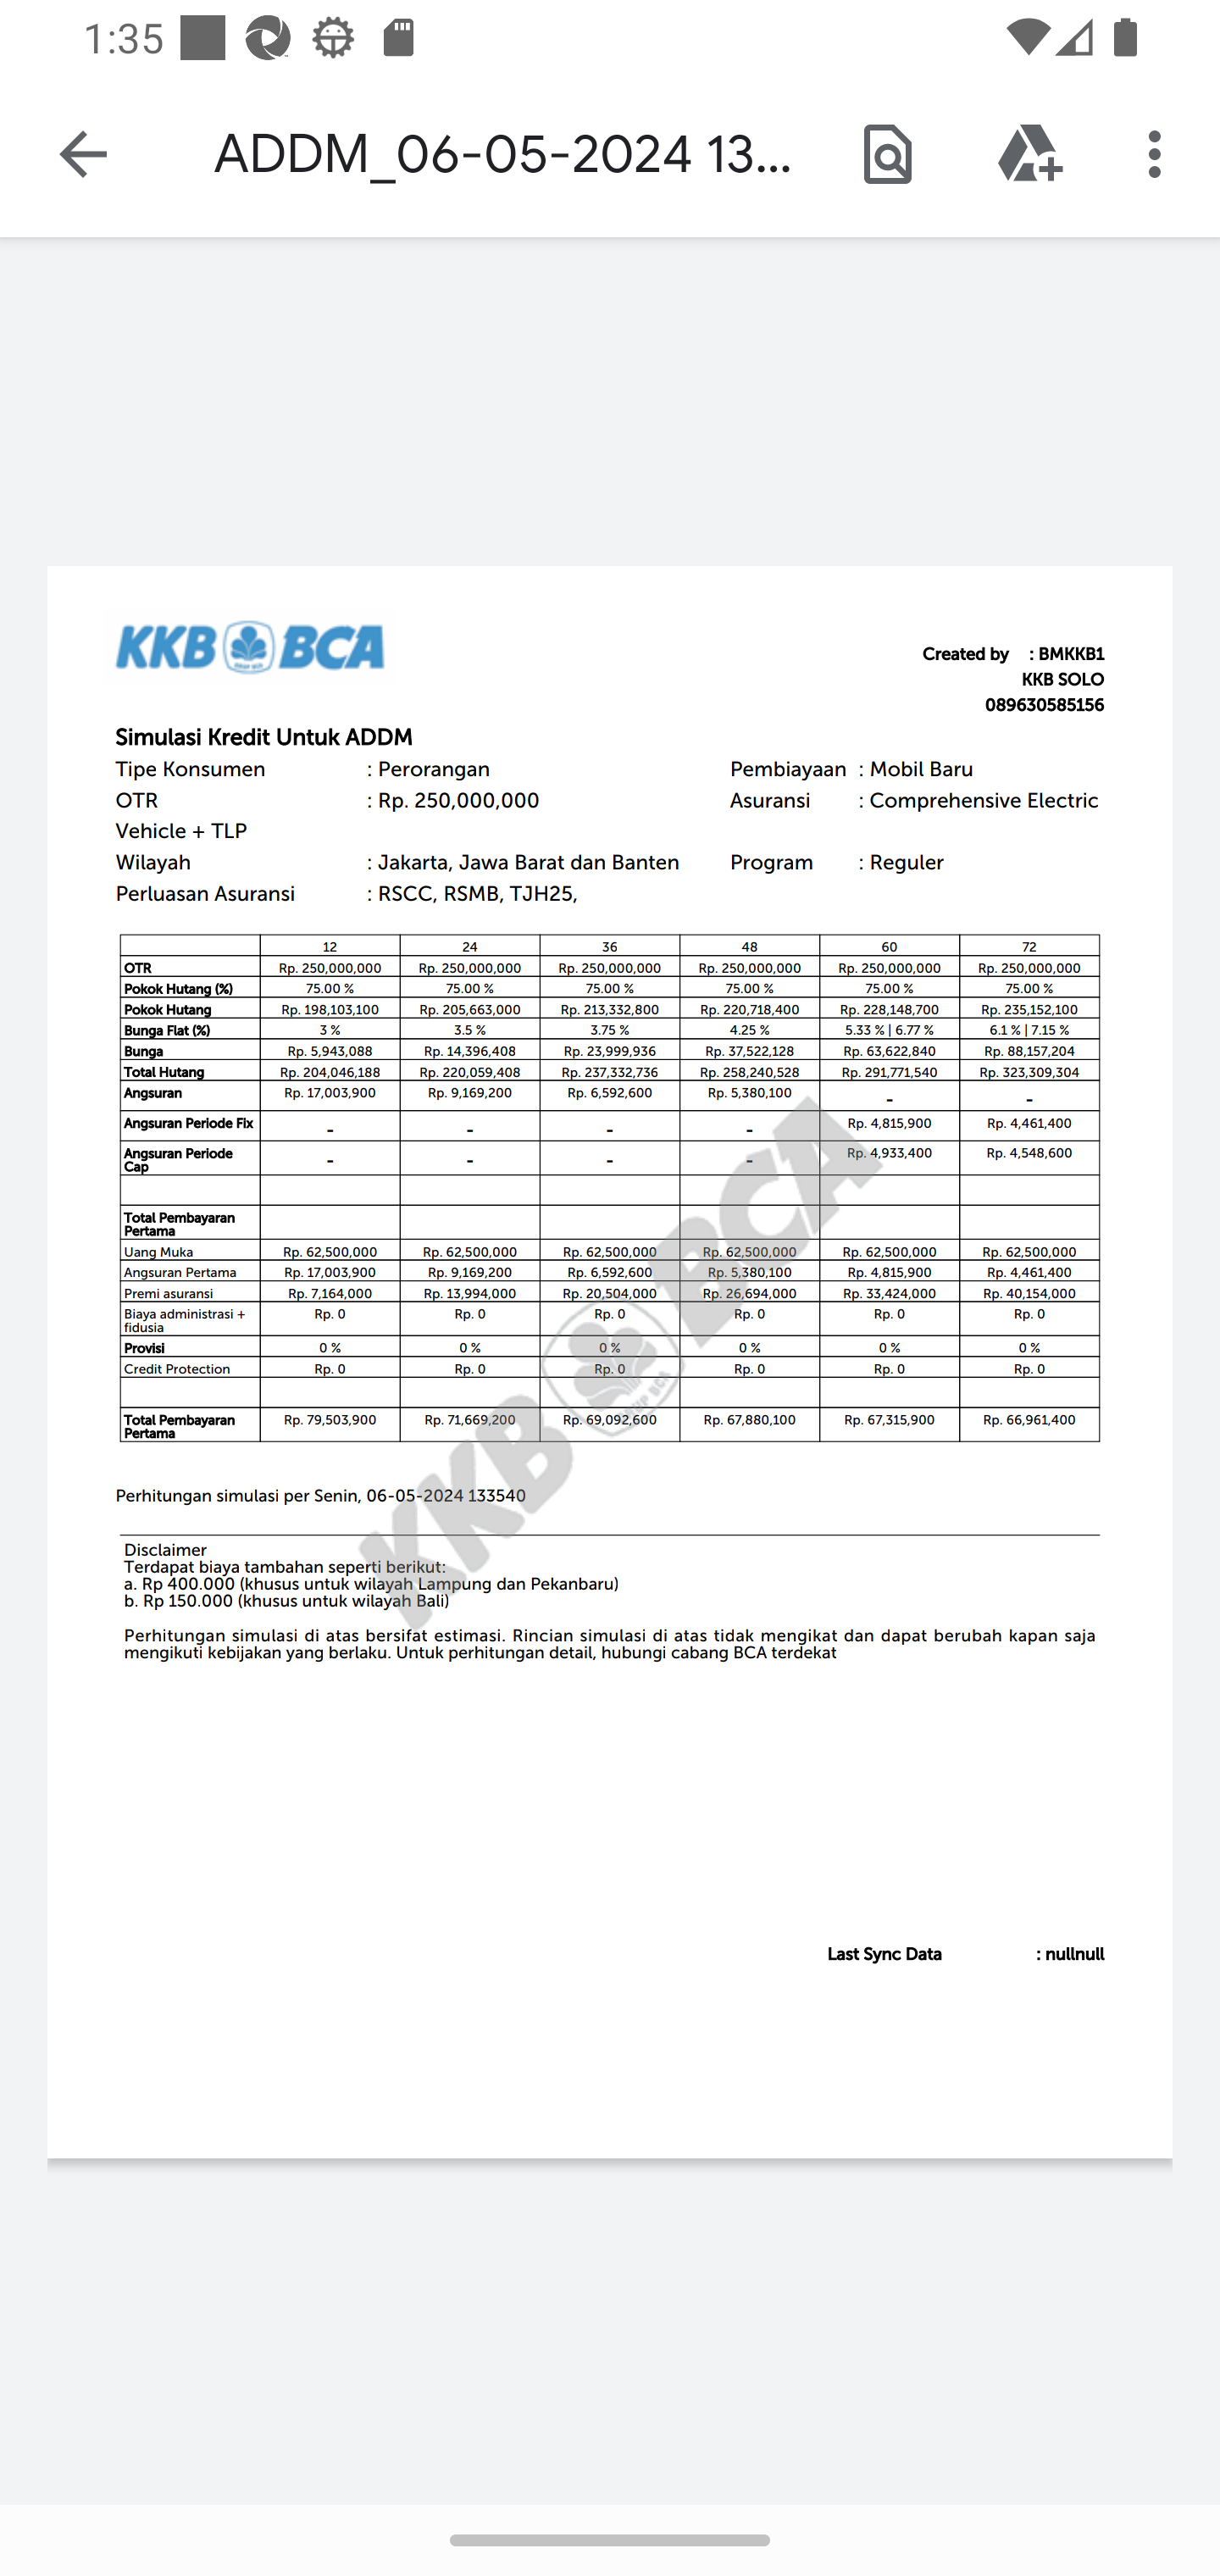 1:35
ADDM_06-05-2024 13...
KKB BCA
Created by : BMKKB1
KKB SOLO
089630585156
Simulasi Kredit Untuk ADDM
Tipe Konsumen : Perorangan Pembiayaan : Mobil Baru
OTR : Rp. 250,000,000 Asuransi : Comprehensive Electric
Vehicle + TLP
Wilayah : Jakarta, Jawa Barat dan Banten Program : Reguler
Perluasan Asuransi : RSCC, RSMB, TJH25,
12 24 36 48 60 72
OTR Rp. 250,000,000 Rp. 250,000,000 Rp. 250,000,000 Rp. 250,000,000 Rp. 250,000,000 Rp. 250,000,000
Pokok Hutang (%) 75.00 % 75.00 % 75.00 % 75.00 % 75.00 % 75.00 %
Pokok Hutang Rp. 198,103,100 Rp. 205,663,000 Rp. 213,332,800 Rp. 220,718,400 Rp. 228,148,700 Rp. 235,152,100
Bunga Flat (%) 3 % 3.5 % 3.75 % 4.25 % 5.33 % | 6.77 % 6.1 % | 7.15 %
Bunga Rp. 5,943,088 Rp. 14,396,408 Rp. 23,999,936 Rp. 37,522,128 Rp. 63,622,840 Rp. 88,157,204
Total Hutang Rp. 204,046,188 Rp. 220,059,408 Rp. 237,332,736 Rp. 258,240,528 Rp. 291,771,540 Rp. 323,309,304
Angsuran Rp. 17,003,900 Rp. 9,169,200 Rp. 6,592,600 Rp. 5,380,100 - -
Angsuran Periode Fix - - - - Rp. 4,815,900 Rp. 4,461,400
Angsuran Periode
Cap - - - - Rp. 4,933,400 Rp. 4,548,600
Total Pembayaran
Pertama
Uang Muka Rp. 62,500,000 Rp. 62,500,000 Rp. 62,500,000 Rp. 62,500,000 Rp. 62,500,000 Rp. 62,500,000
Angsuran Pertama Rp. 17,003,900 Rp. 9,169,200 Rp. 6,592,600 Rp. 5,380,100 Rp. 4,815,900 Rp. 4,461,400
Premi asuransi Rp. 7,164,000 Rp. 13,994,000 Rp. 20,504,000 Rp. 26,694,000 Rp. 33,424,000 Rp. 40,154,000
Biaya administrasi + Rp. 0 Rp. 0 Rp. 0 Rp. 0 Rp. 0 Rp. 0
fidusia
Provisi 0 % 0 % 0 % 0 % 0 % 0 %
Credit Protection Rp. 0 Rp. 0 Rp. 0 Rp. 0 Rp. 0 Rp. 0
Total Pembayaran Rp. 79,503,900 Rp. 71,669,200 Rp. 69,092,600 Rp. 67,880,100 Rp. 67,315,900 Rp. 66,961,400
Pertama
KKB BCA
Perhitungan simulasi per Senin, 06-05-2024 133540
Disclaimer
Terdapat biaya tambahan seperti berikut:
a. Rp 400.000 (khusus untuk wilayah Lampung dan Pekanbaru)
b. Rp 150.000 (khusus untuk wilayah Bali)
Perhitungan simulasi di atas bersifat estimasi. Rincian simulasi di atas tidak mengikat dan dapat berubah kapan saja
mengikuti kebijakan yang berlaku. Untuk perhitungan detail, hubungi cabang BCA terdekat
Last Sync Data : nullnull